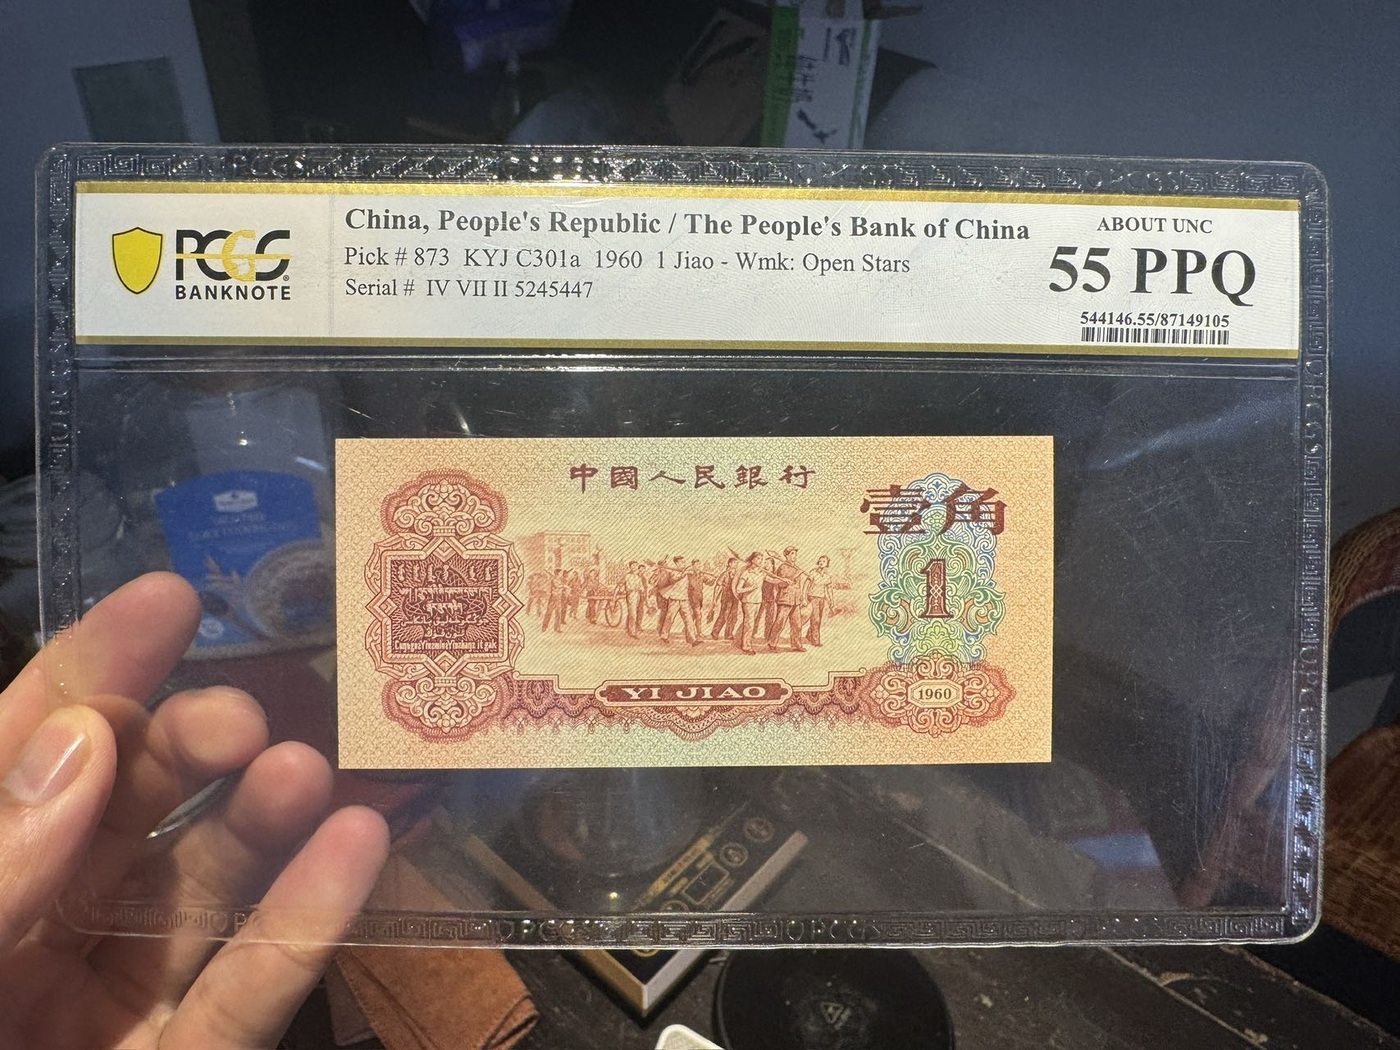 PCGS
BANKNOTE
China, People's Republic / The People's Bank of China
Pick # 873 KYJ C301a 1960 1 Jiao - Wmk: Open Stars
Serial # IV VII II 5245447
ABOUT UNC
55 PPQ
544146.55/87149105
中國人民銀行
壹角
1
YI JIAO
1960
PCGS
PCGS